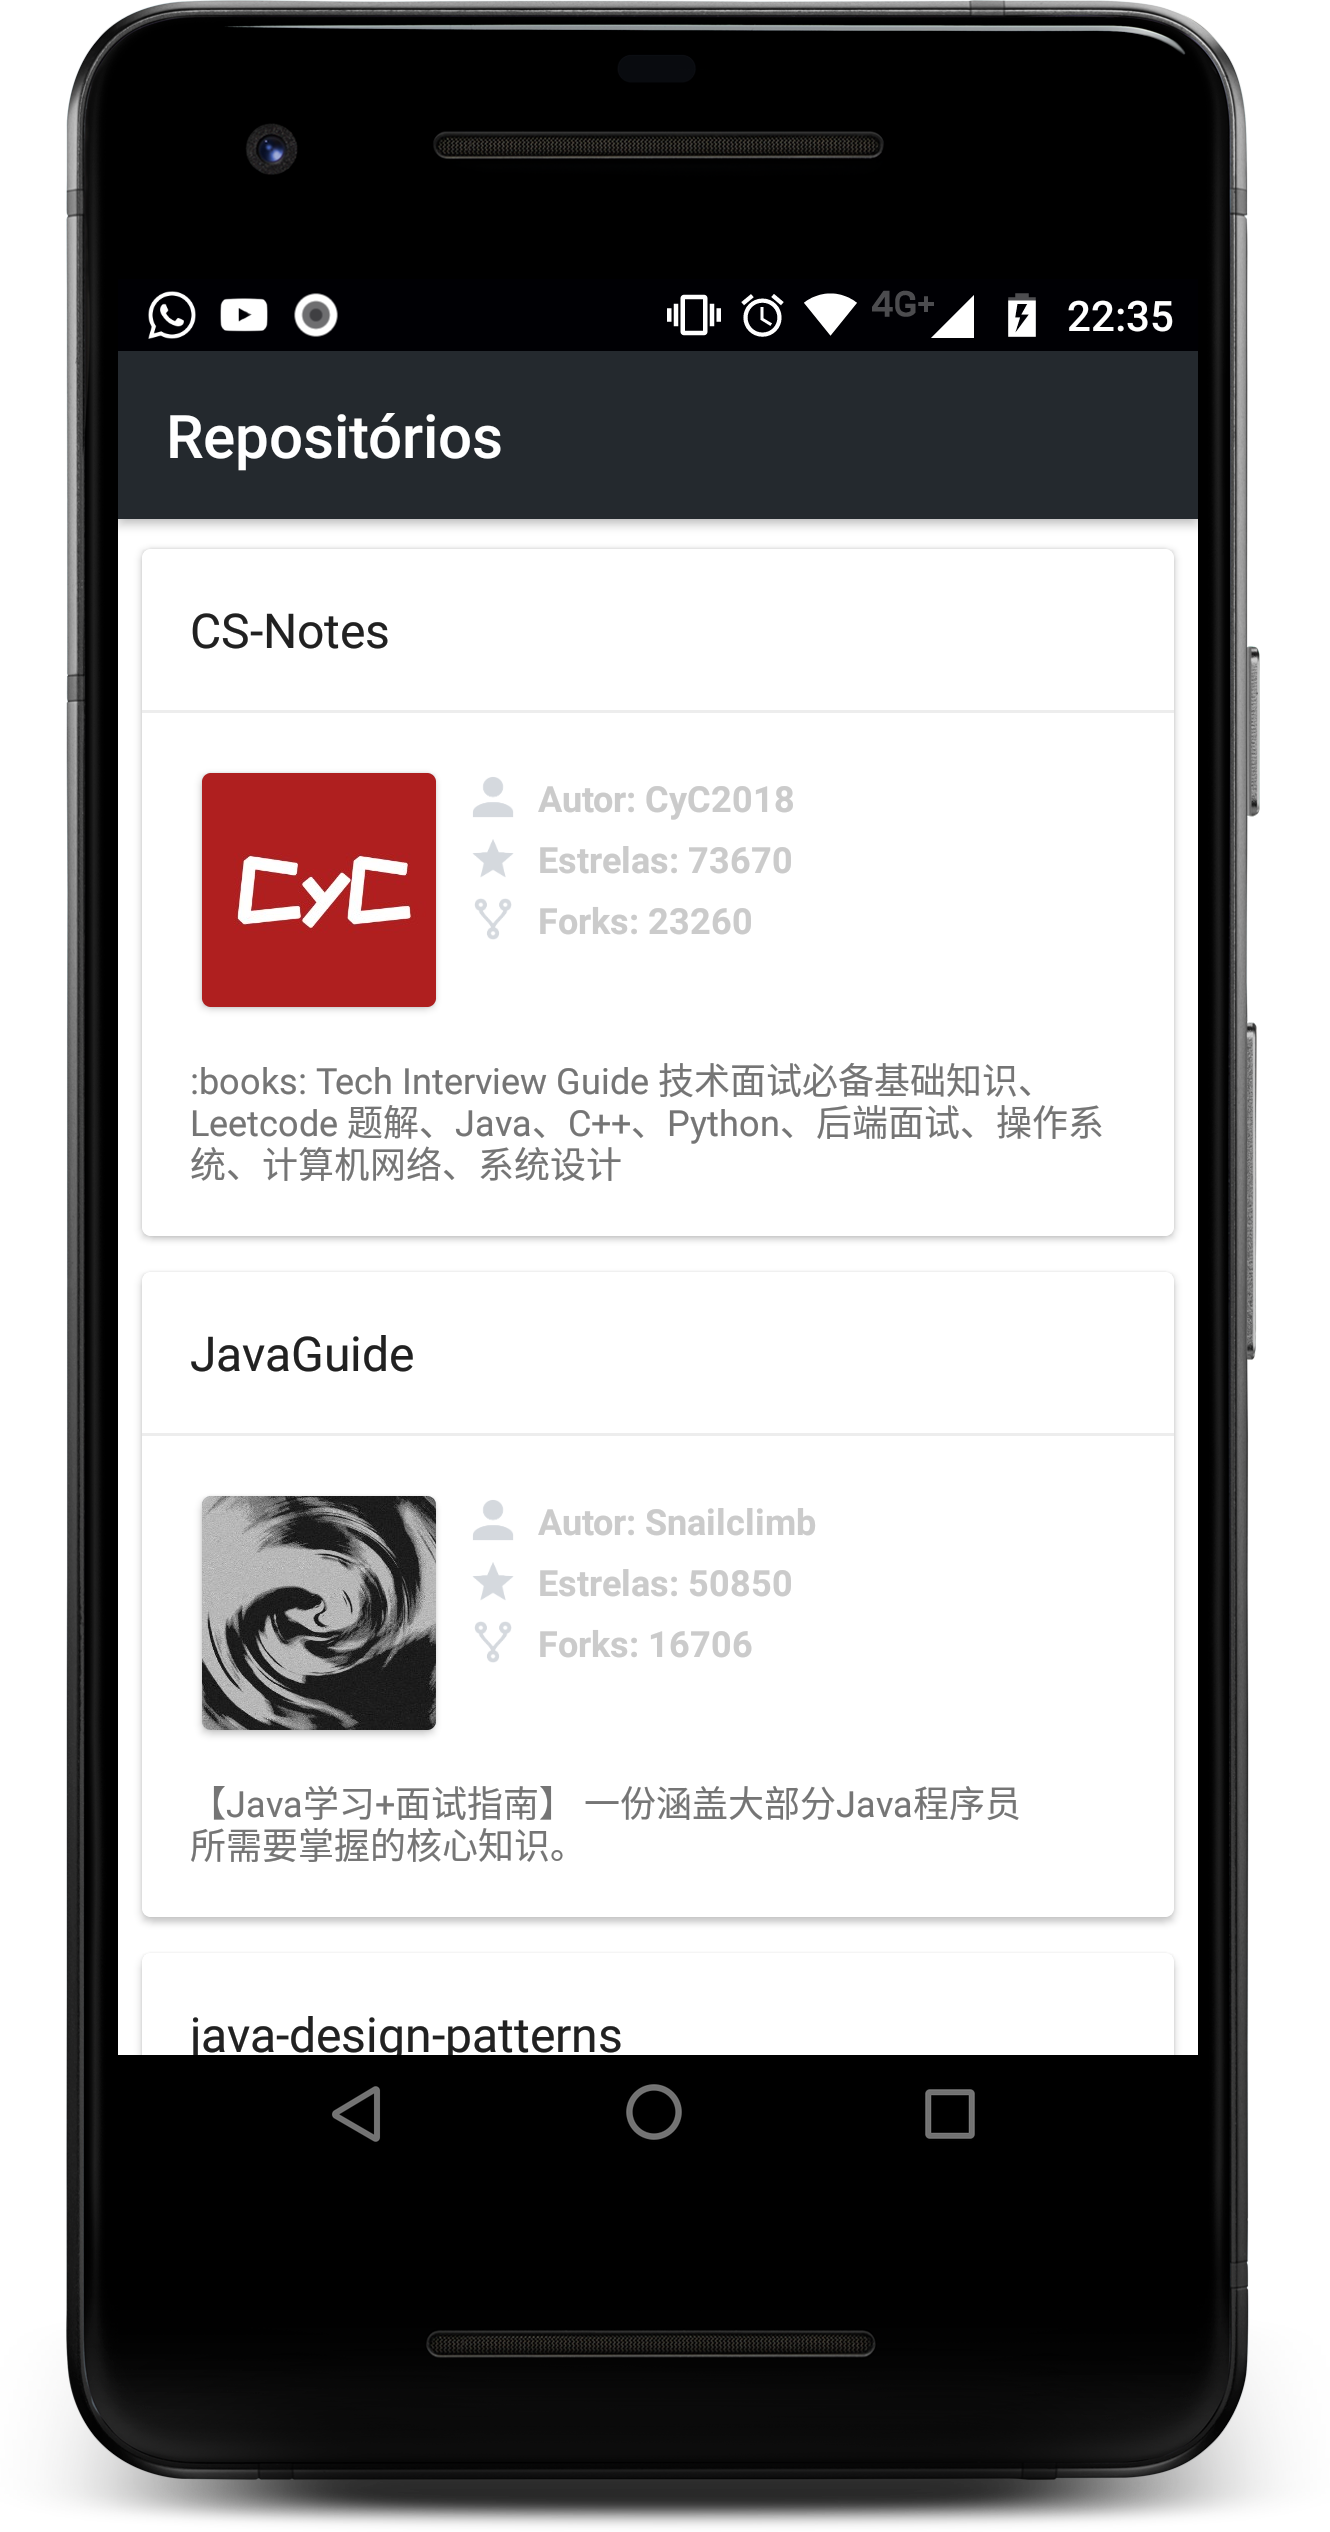 4G+ 22:35
Repositórios
CS-Notes
CyC
Autor: CyC2018
Estrelas: 73670
Forks: 23260
:books: Tech Interview Guide 技术面试必备基础知识、
Leetcode 题解、Java、C++、Python、后端面试、操作系
统、计算机网络、系统设计
JavaGuide
Autor: Snailclimb
Estrelas: 50850
Forks: 16706
【Java学习+面试指南】 一份涵盖大部分Java程序员
所需要掌握的核心知识。
java-design-patterns